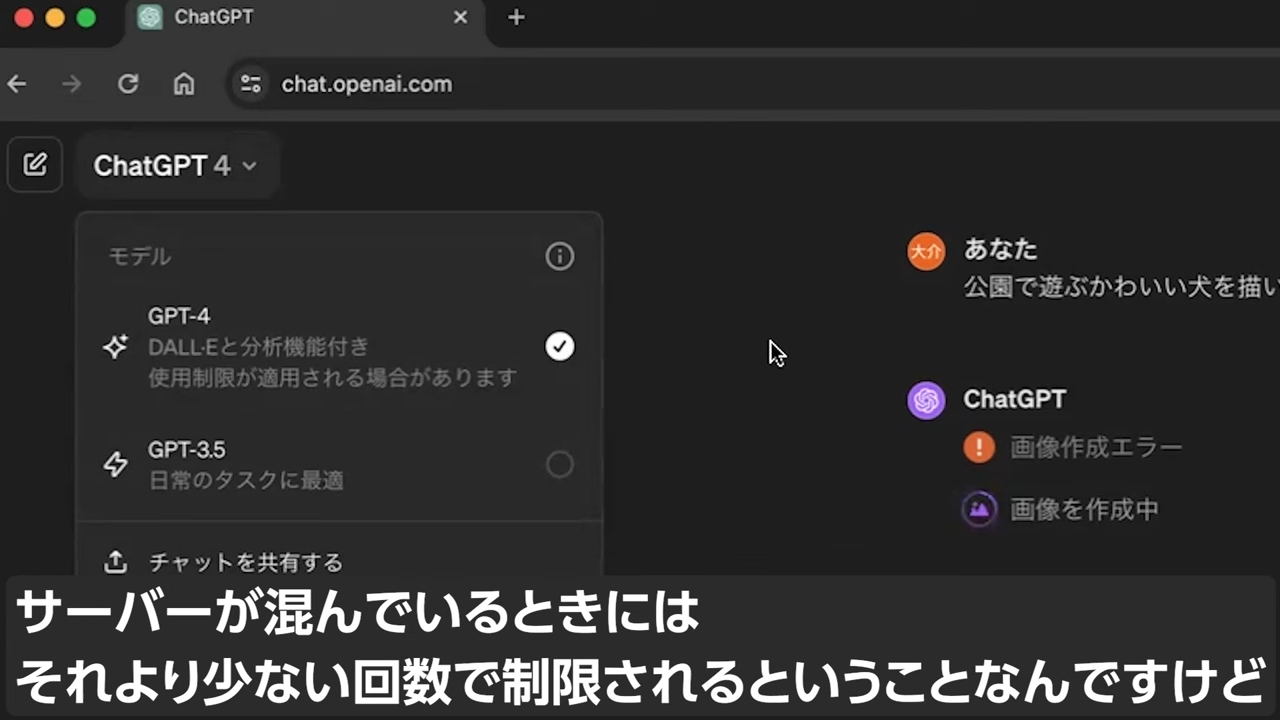 ChatGPT
chat.openai.com
ChatGPT 4
モデル
GPT-4
DALL·Eと分析機能付き
使用制限が適用される場合があります
GPT-3.5
日常のタスクに最適
チャットを共有する
大介
あなた
公園で遊ぶかわいい犬を描い
ChatGPT
画像作成エラー
画像を作成中
サーバーが混んでいるときには
それより少ない回数で制限されるということなんですけど